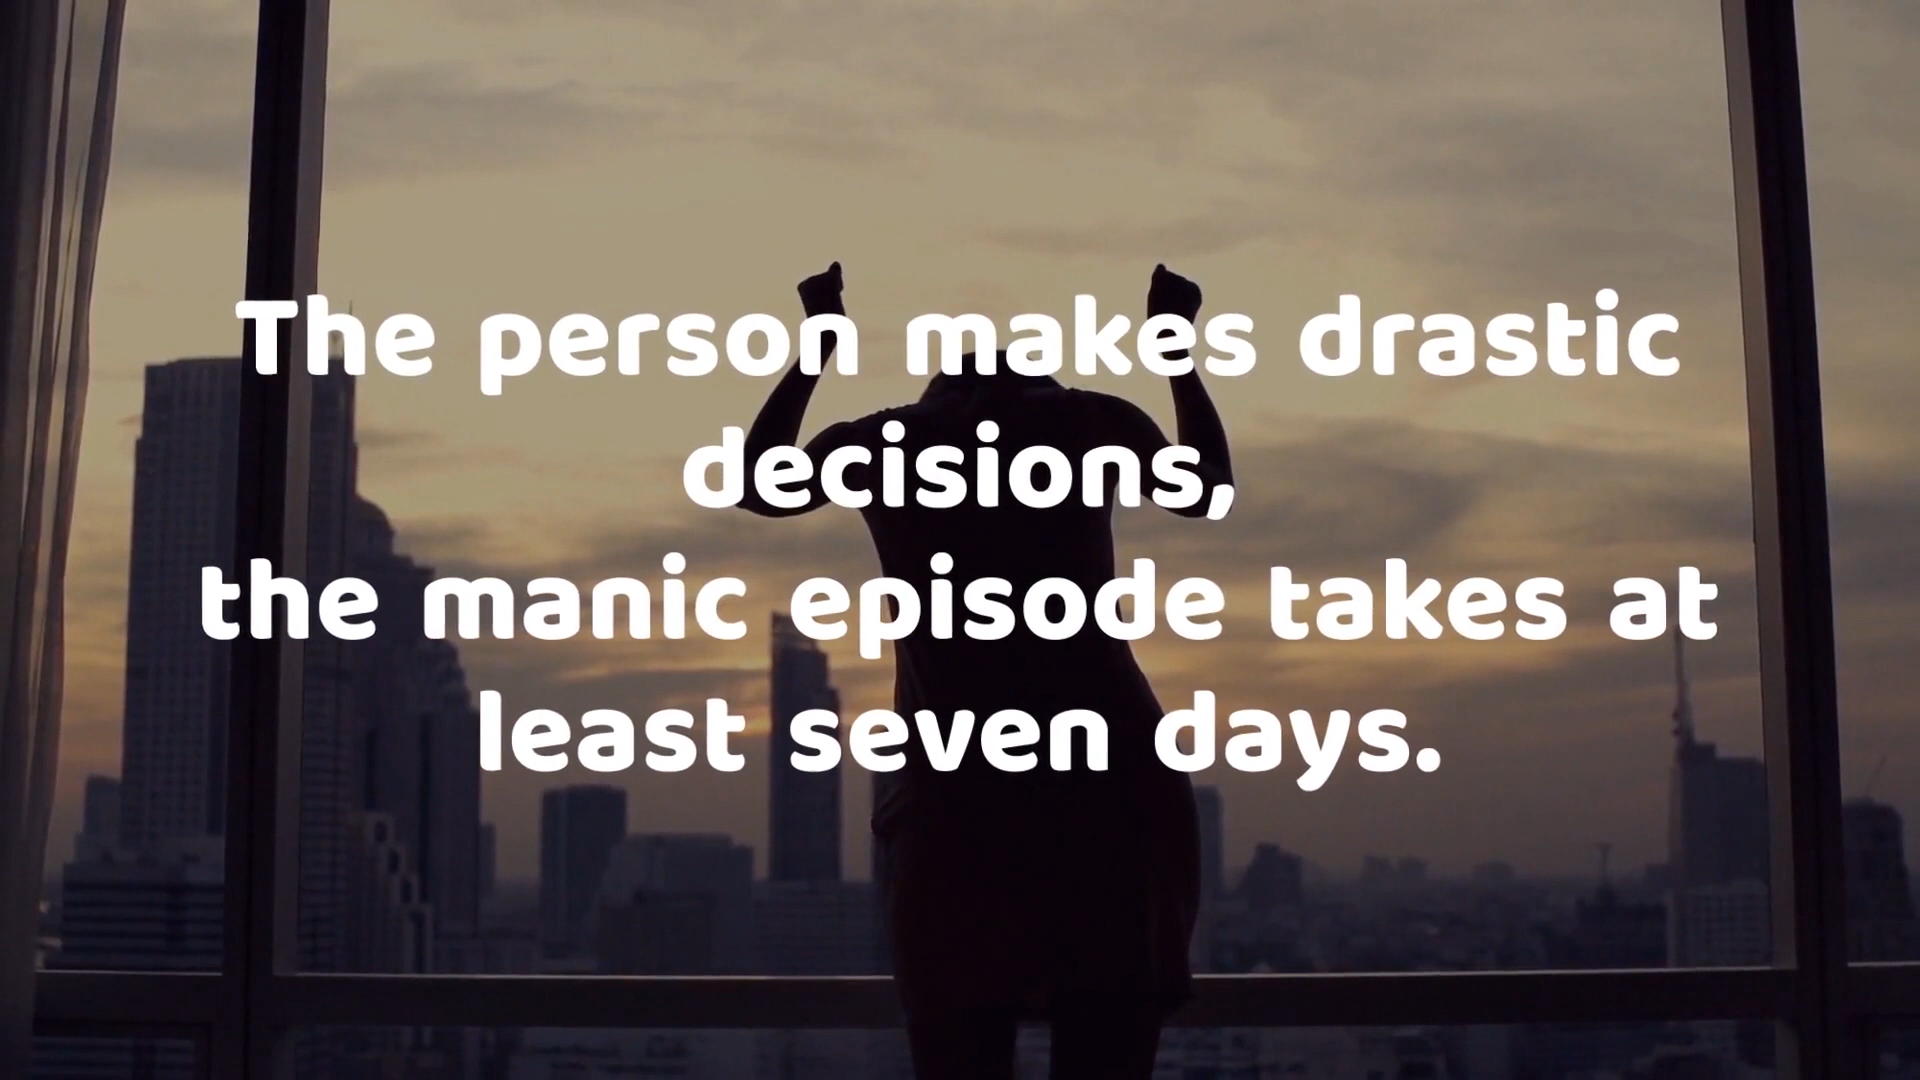 The person makes drastic
decisions,
the manic episode takes at
least seven days.